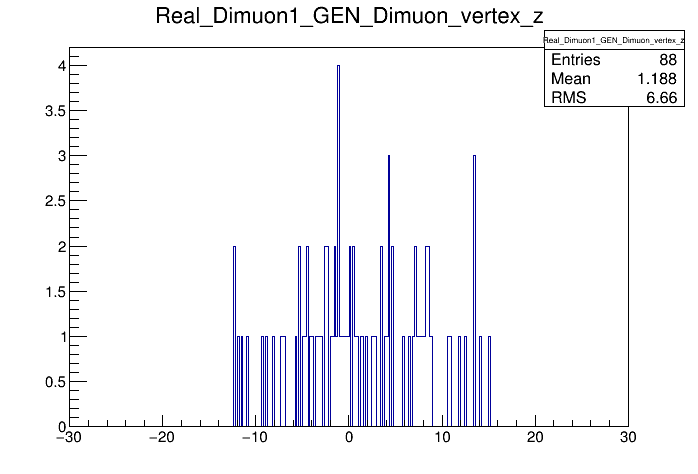 Real_Dimuon1_GEN_Dimuon_vertex_z
Real_Dimuon1_GEN_Dimuon_vertex_z
Entries 88
Mean 1.188
RMS 6.66
4
3.5
3
2.5
2
1.5
1
0.5
0
−30 −20 −10 0 10 20 30